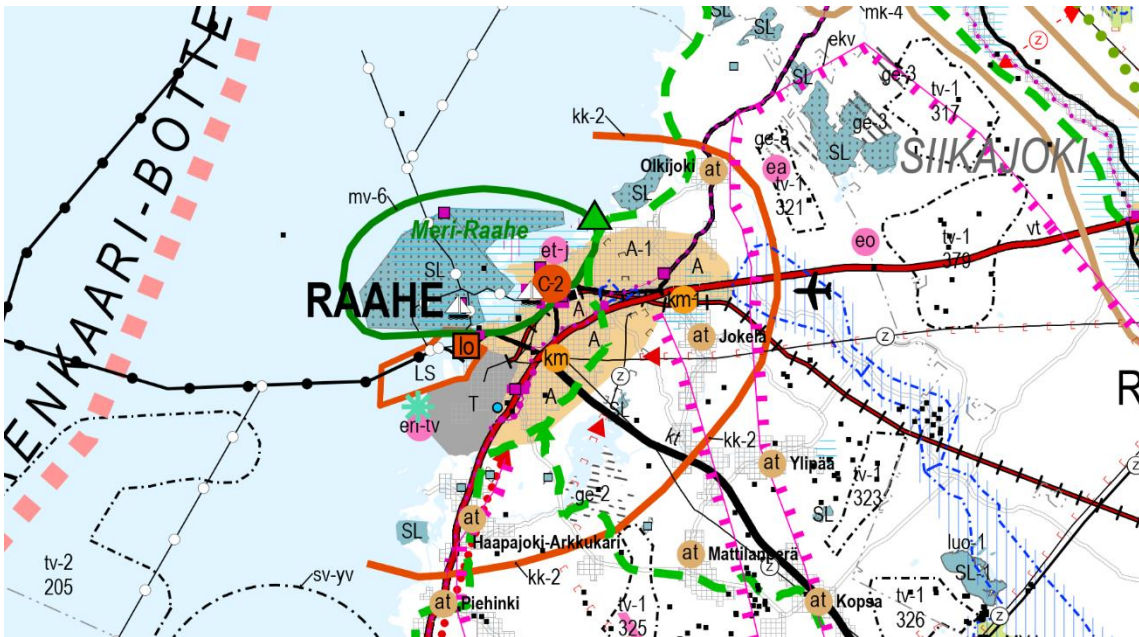 mk-4
z
ekv
SL
SL
ge-3
tv-1
317
kk-2
ge-3
ge-3
SL
SIIKAJOKI
Olkijoki
at
ea
tv-1
321
SL
mv-6
Meri-Raahe
et-j
A-1
eo
tv-1
379
vt
SL
A
C-2
RAAHE
A
km-1
lo
at
Jokela
A
km
z
LS
z
T
A
SL
en-tv
kt
kk-2
R
at
Ylipää
ge-2
tv-1
323
SL
at
SL
Haapajoki-Arkkukari
luo-1
at
Mattilanperä
SL
z
tv-2
205
sv-yv
kk-2
at
Piehinki
tv-1
325
at
Kopsa
tv-1
326
z
ENKAARI-BOTTE